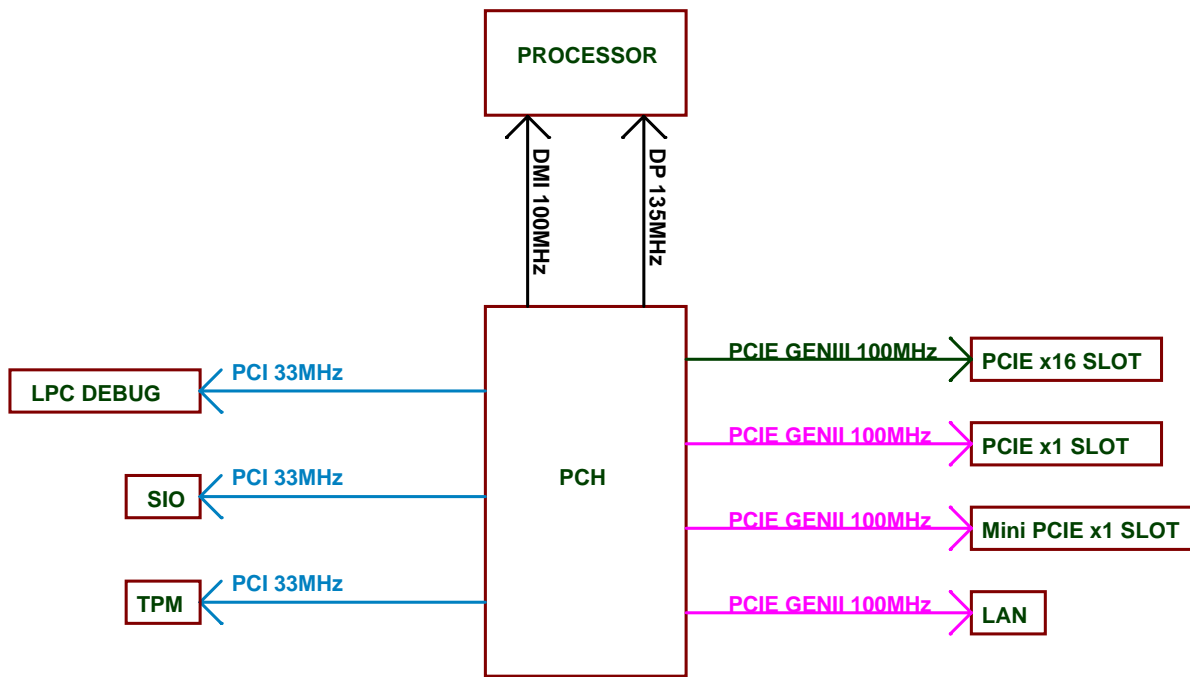 PROCESSOR
DMI 100MHz
DP 135MHz
PCIE GENIII 100MHz
PCIE x16 SLOT
PCI 33MHz
LPC DEBUG
PCIE GENII 100MHz
PCIE x1 SLOT
PCI 33MHz
SIO
PCH
PCIE GENII 100MHz
Mini PCIE x1 SLOT
PCI 33MHz
TPM
PCIE GENII 100MHz
LAN